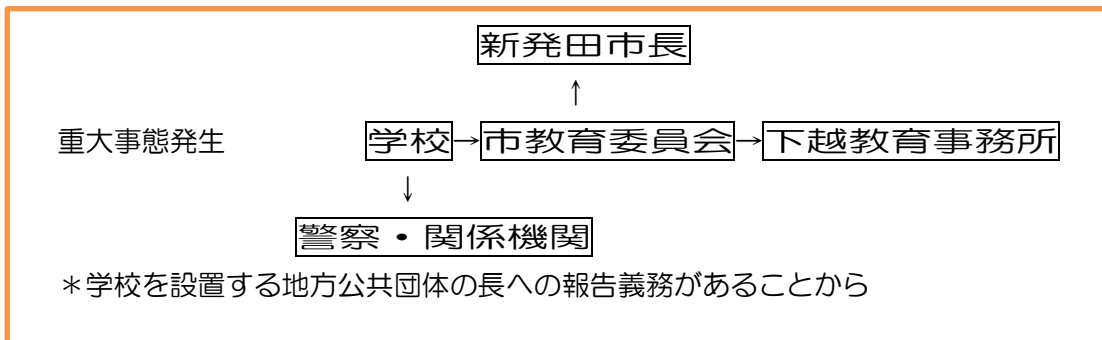 新発田市長
↑
重大事態発生 学校→市教育委員会→下越教育事務所
↓
警察・関係機関
＊学校を設置する地方公共団体の長への報告義務があることから